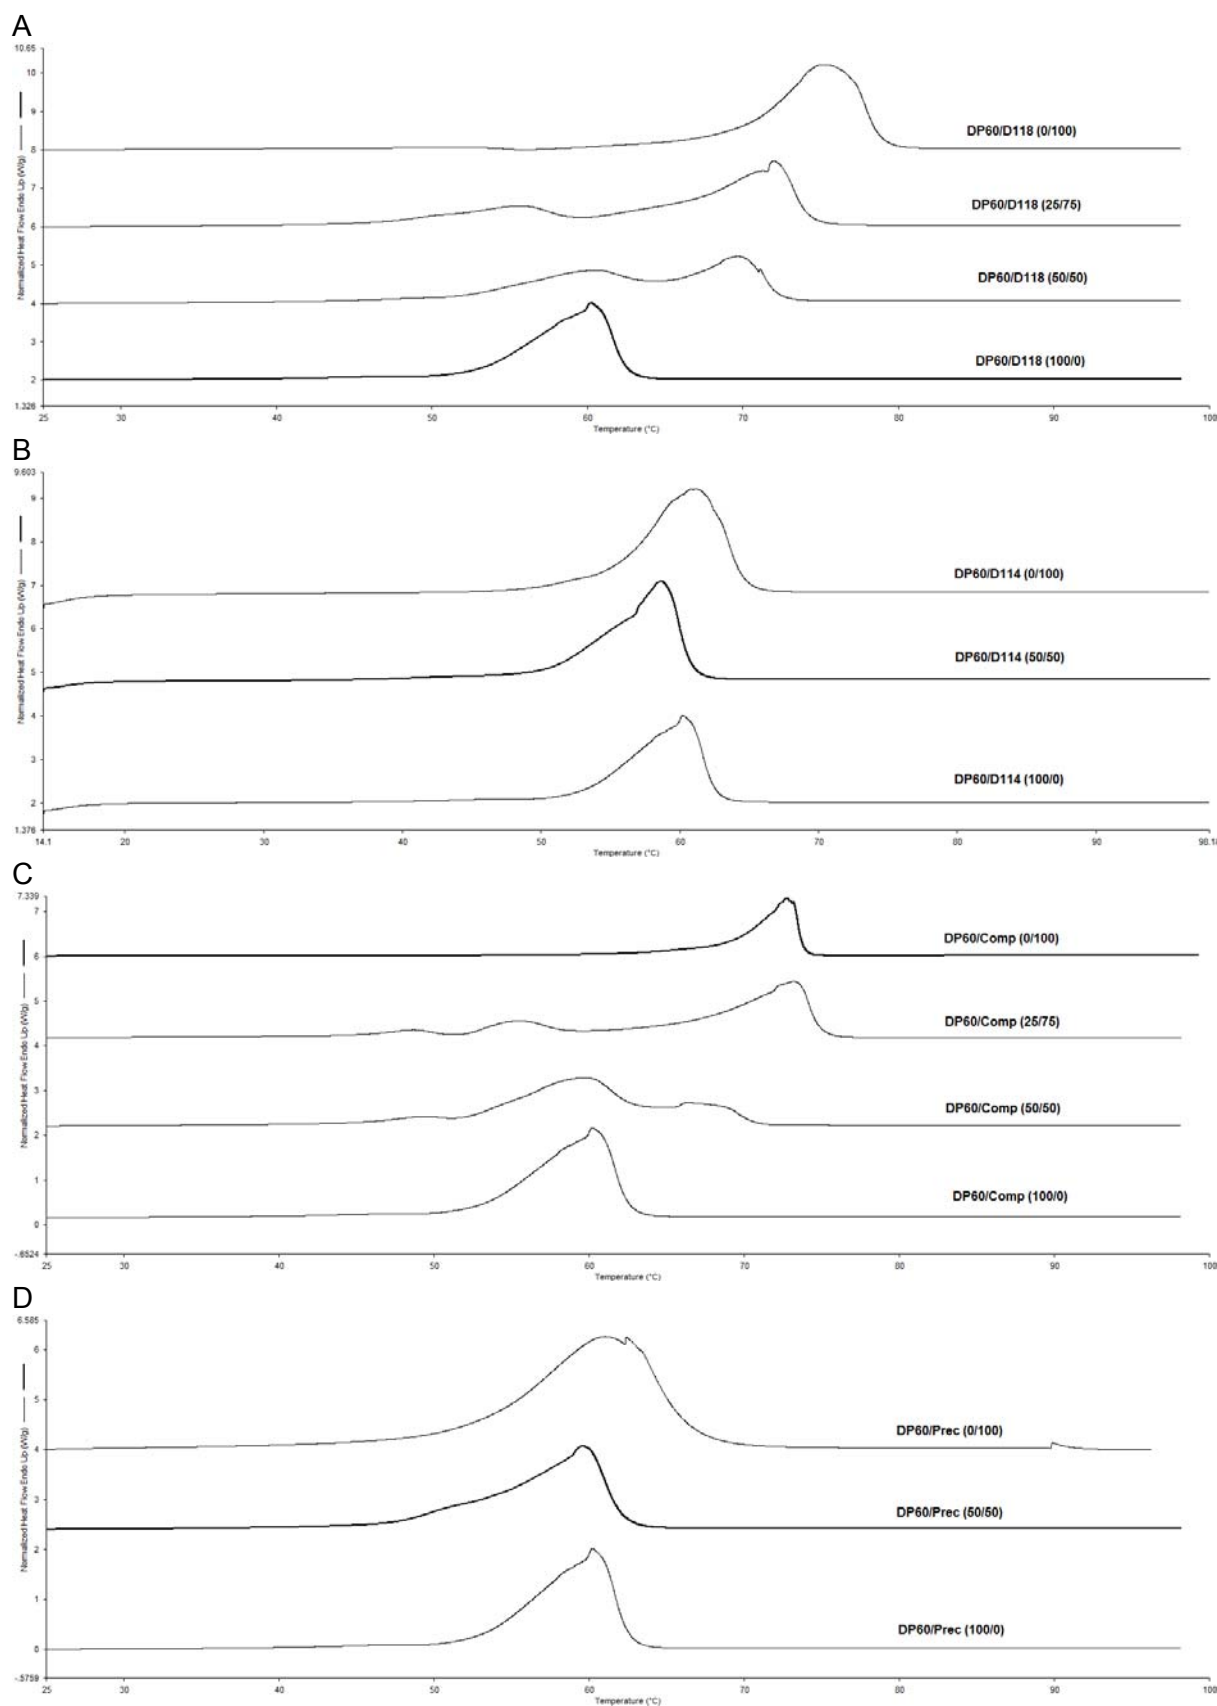 A
10.65
10
9
8
7
6
5
4
3
2
1.326
Normalized Heat Flow Endo Up (W/g)
DP60/D118 (0/100)
DP60/D118 (25/75)
DP60/D118 (50/50)
DP60/D118 (100/0)
25 30 40 50 60 70 80 90 100
Temperature (°C)
B
9.603
9
8
7
6
5
4
3
2
1.376
Normalized Heat Flow Endo Up (W/g)
DP60/D114 (0/100)
DP60/D114 (50/50)
DP60/D114 (100/0)
14.1 20 30 40 50 60 70 80 90 98.18
Temperature (°C)
C
7.339
7
6
5
4
3
2
1
0
-.6524
Normalized Heat Flow Endo Up (W/g)
DP60/Comp (0/100)
DP60/Comp (25/75)
DP60/Comp (50/50)
DP60/Comp (100/0)
25 30 40 50 60 70 80 90 100
Temperature (°C)
D
6.585
6
5
4
3
2
1
0
-.5759
Normalized Heat Flow Endo Up (W/g)
DP60/Prec (0/100)
DP60/Prec (50/50)
DP60/Prec (100/0)
25 30 40 50 60 70 80 90 100
Temperature (°C)